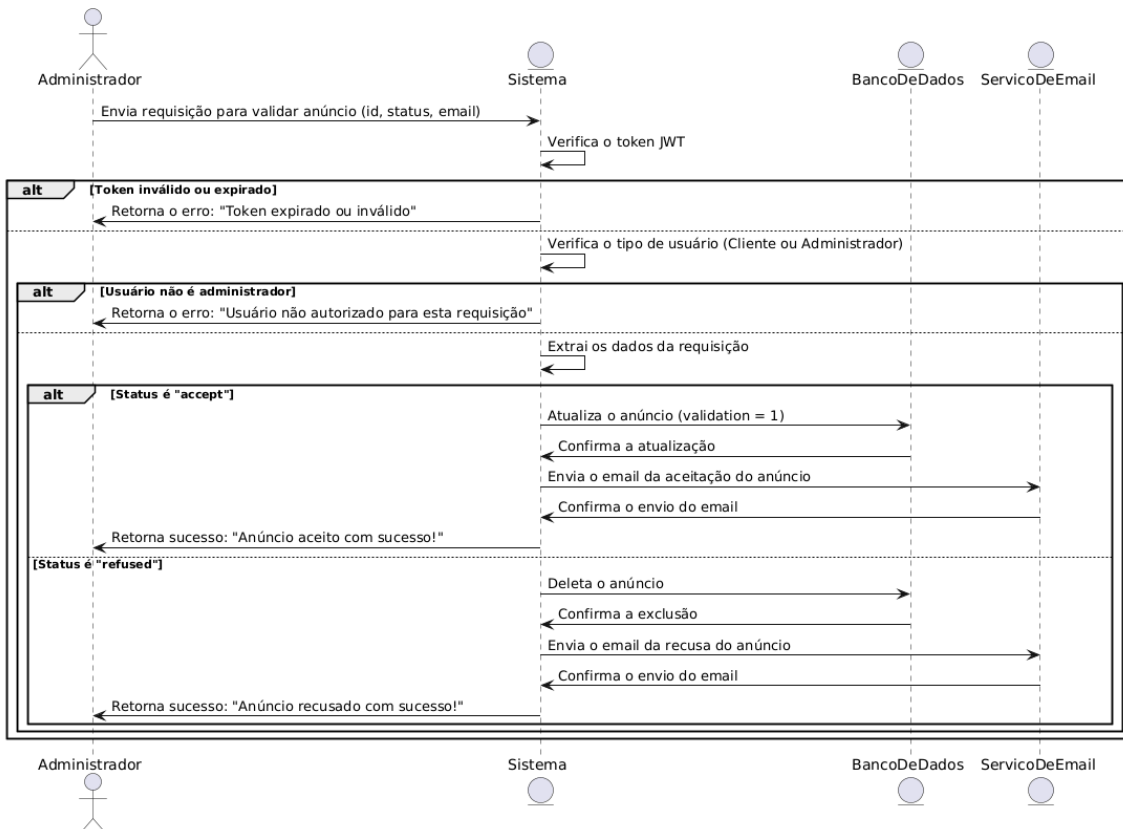 Administrador
Sistema
BancoDeDados
ServicoDeEmail
Envia requisição para validar anúncio (id, status, email)
Verifica o token JWT
alt
[Token inválido ou expirado]
Retorna o erro: "Token expirado ou inválido"
Verifica o tipo de usuário (Cliente ou Administrador)
alt
[Usuário não é administrador]
Retorna o erro: "Usuário não autorizado para esta requisição"
Extrai os dados da requisição
alt
[Status é "accept"]
Atualiza o anúncio (validation = 1)
Confirma a atualização
Envia o email da aceitação do anúncio
Confirma o envio do email
Retorna sucesso: "Anúncio aceito com sucesso!"
[Status é "refused"]
Deleta o anúncio
Confirma a exclusão
Envia o email da recusa do anúncio
Confirma o envio do email
Retorna sucesso: "Anúncio recusado com sucesso!"
Administrador
Sistema
BancoDeDados
ServicoDeEmail